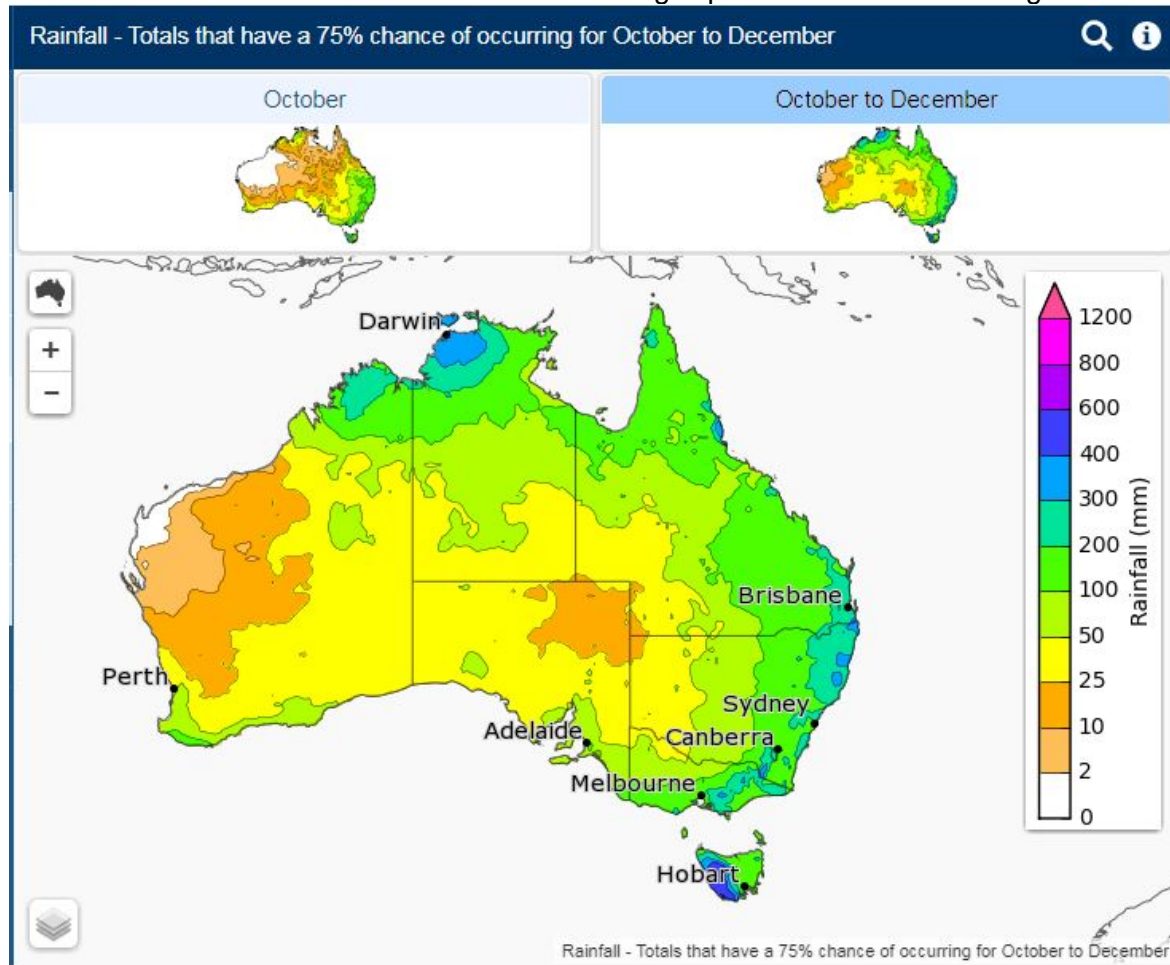 Rainfall - Totals that have a 75% chance of occurring for October to December
October
October to December
+
−
Darwin
Brisbane
Perth
Sydney
Adelaide
Canberra
Melbourne
Hobart
1200
800
600
400
300
200
100
50
25
10
2
0
Rainfall (mm)
Rainfall - Totals that have a 75% chance of occurring for October to December